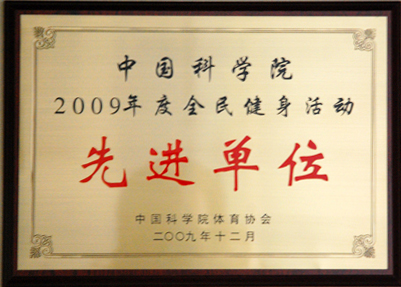 中国科学院
2009年度全民健身活动
先进单位
中国科学院体育协会
二〇〇九年十二月